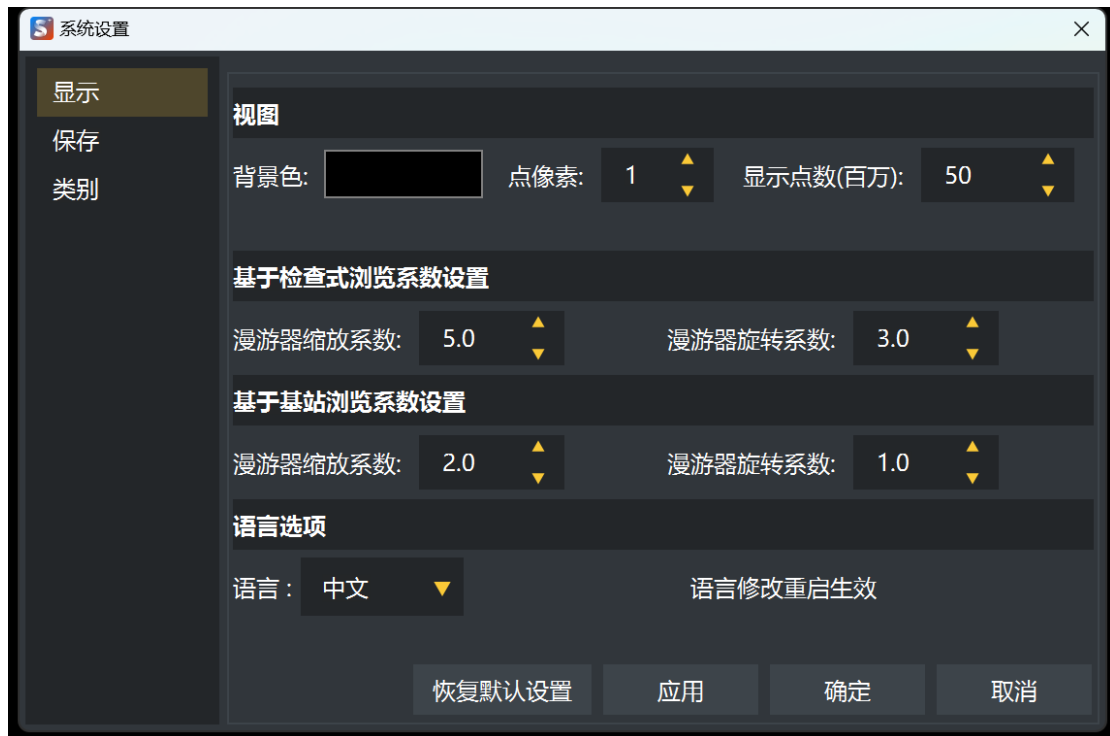 系统设置
显示
保存
类别
视图
背景色: 点像素: 1 显示点数(百万): 50
基于检查式浏览系数设置
漫游器缩放系数: 5.0 漫游器旋转系数: 3.0
基于基站浏览系数设置
漫游器缩放系数: 2.0 漫游器旋转系数: 1.0
语言选项
语言 : 中文 语言修改重启生效
恢复默认设置 应用 确定 取消